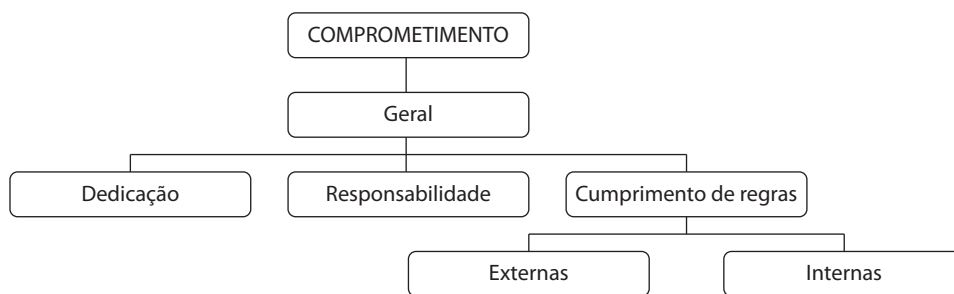 COMPROMETIMENTO
Geral
Dedicação
Responsabilidade
Cumprimento de regras
Externas
Internas